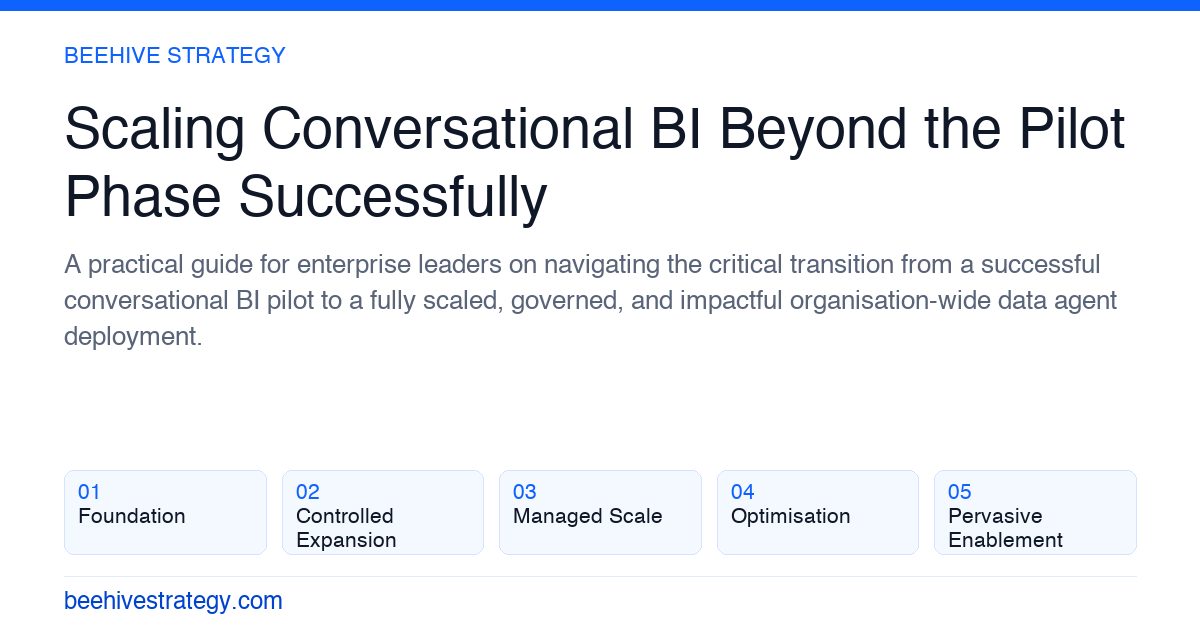 BEEHIVE STRATEGY
Scaling Conversational BI Beyond the Pilot
Phase Successfully
A practical guide for enterprise leaders on navigating the critical transition from a successful
conversational BI pilot to a fully scaled, governed, and impactful organisation-wide data agent
deployment.
01
Foundation
02
Controlled
Expansion
03
Managed Scale
04
Optimisation
05
Pervasive
Enablement
beehivestrategy.com